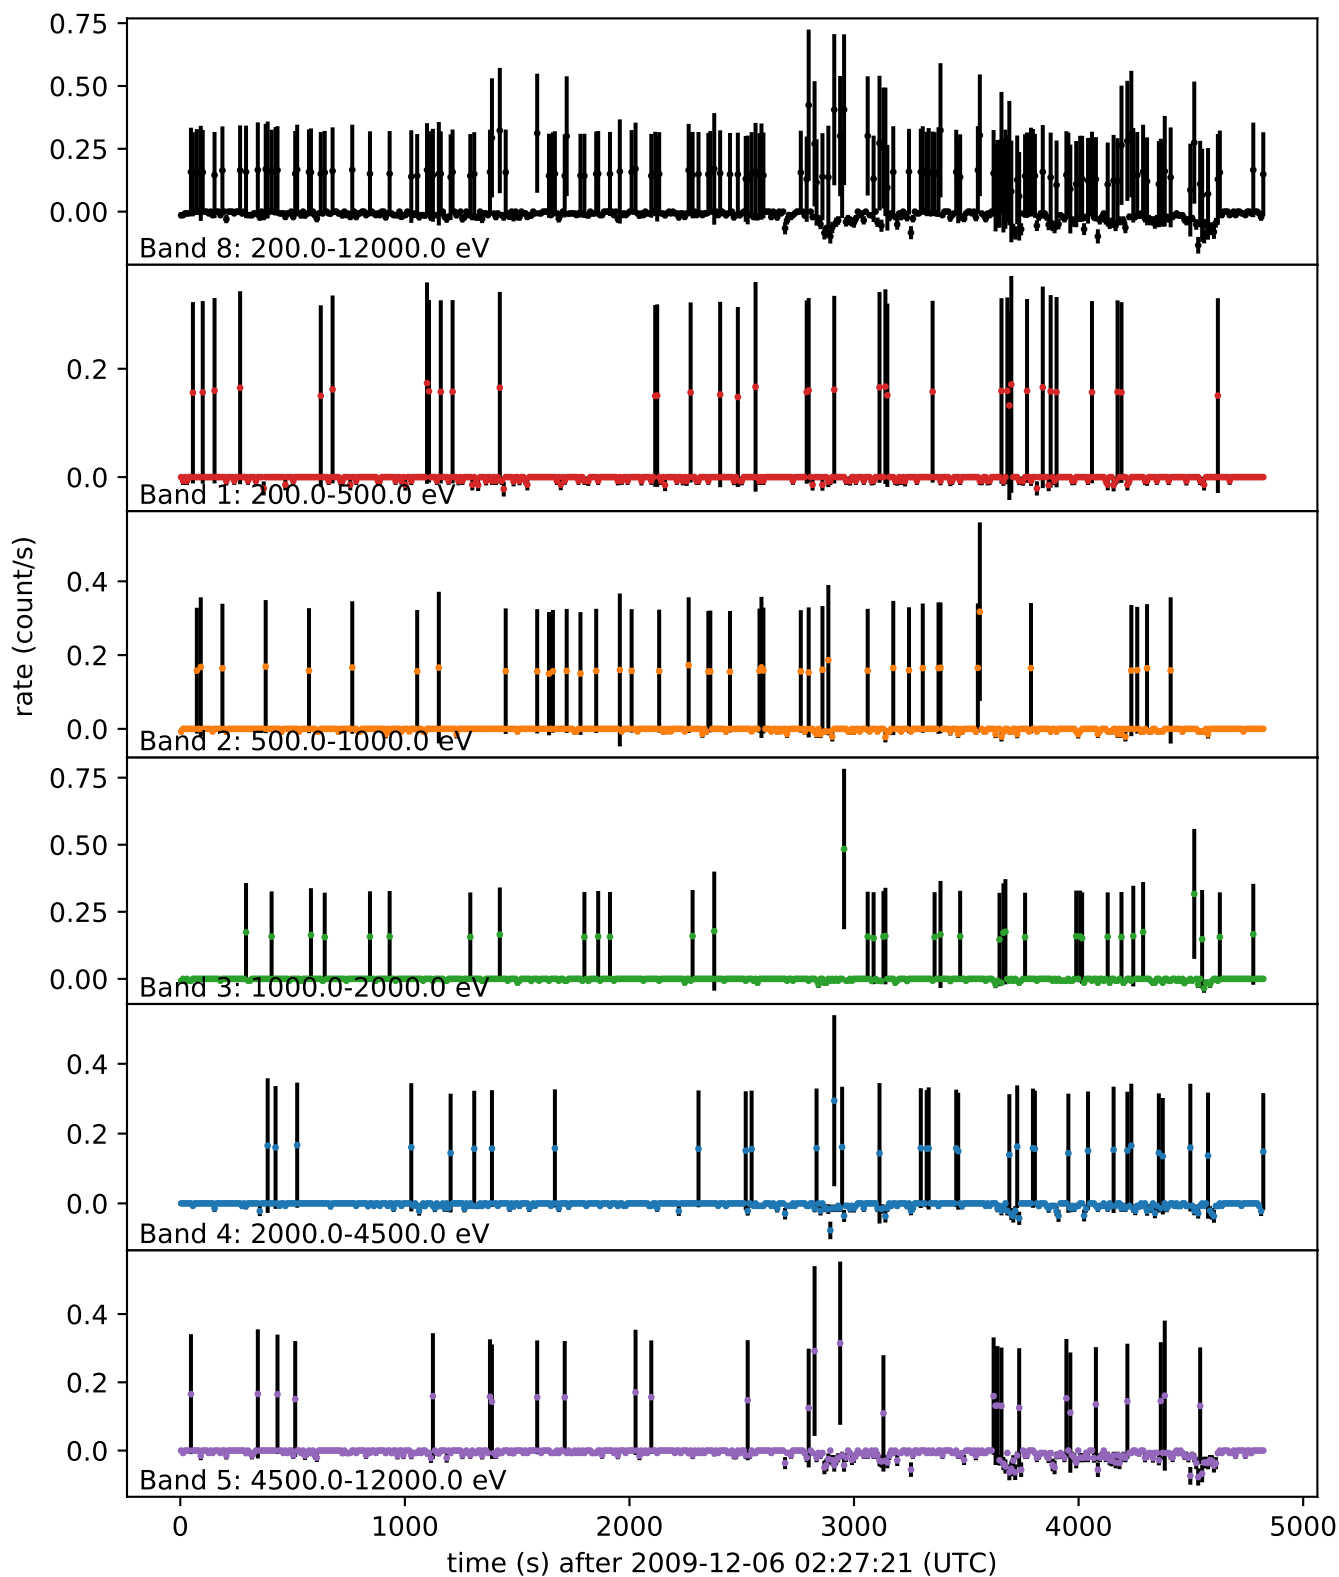 0.75
0.50
0.25
0.00
Band 8: 200.0-12000.0 eV
0.2
0.0
Band 1: 200.0-500.0 eV
rate (count/s)
0.4
0.2
0.0
Band 2: 500.0-1000.0 eV
0.75
0.50
0.25
0.00
Band 3: 1000.0-2000.0 eV
0.4
0.2
0.0
Band 4: 2000.0-4500.0 eV
0.4
0.2
0.0
Band 5: 4500.0-12000.0 eV
0 1000 2000 3000 4000 5000
time (s) after 2009-12-06 02:27:21 (UTC)